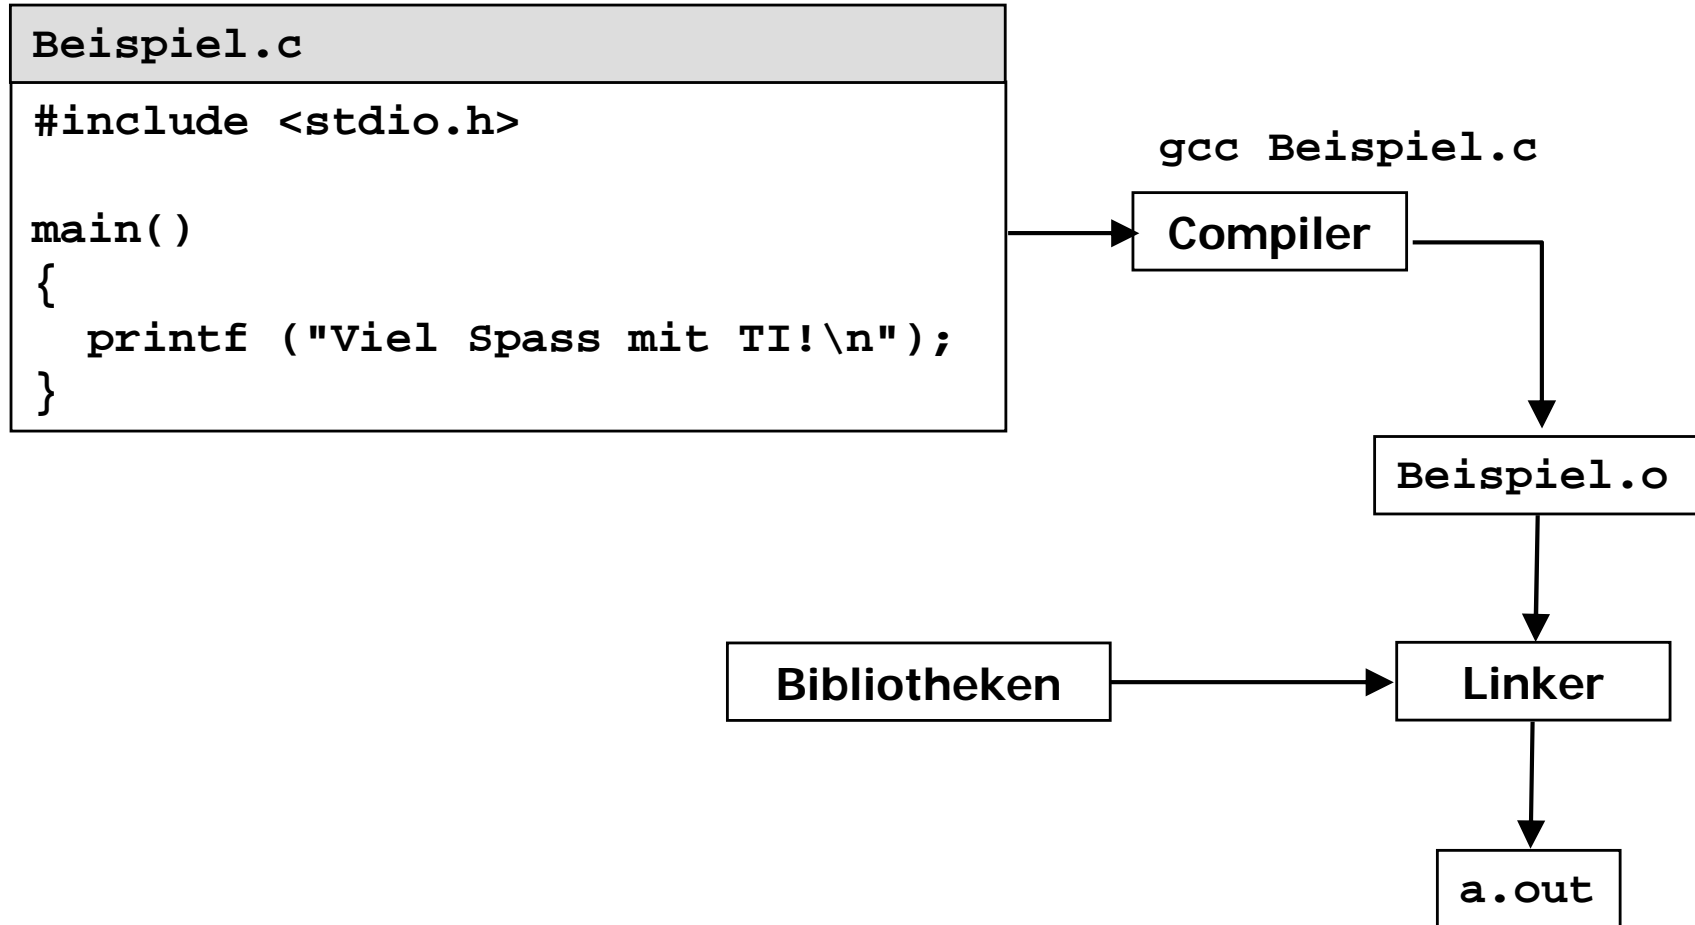 Beispiel.c
#include <stdio.h>
main()
{
printf ("Viel Spass mit TI!\n");
}
gcc Beispiel.c
Compiler
Beispiel.o
Bibliotheken
Linker
a.out